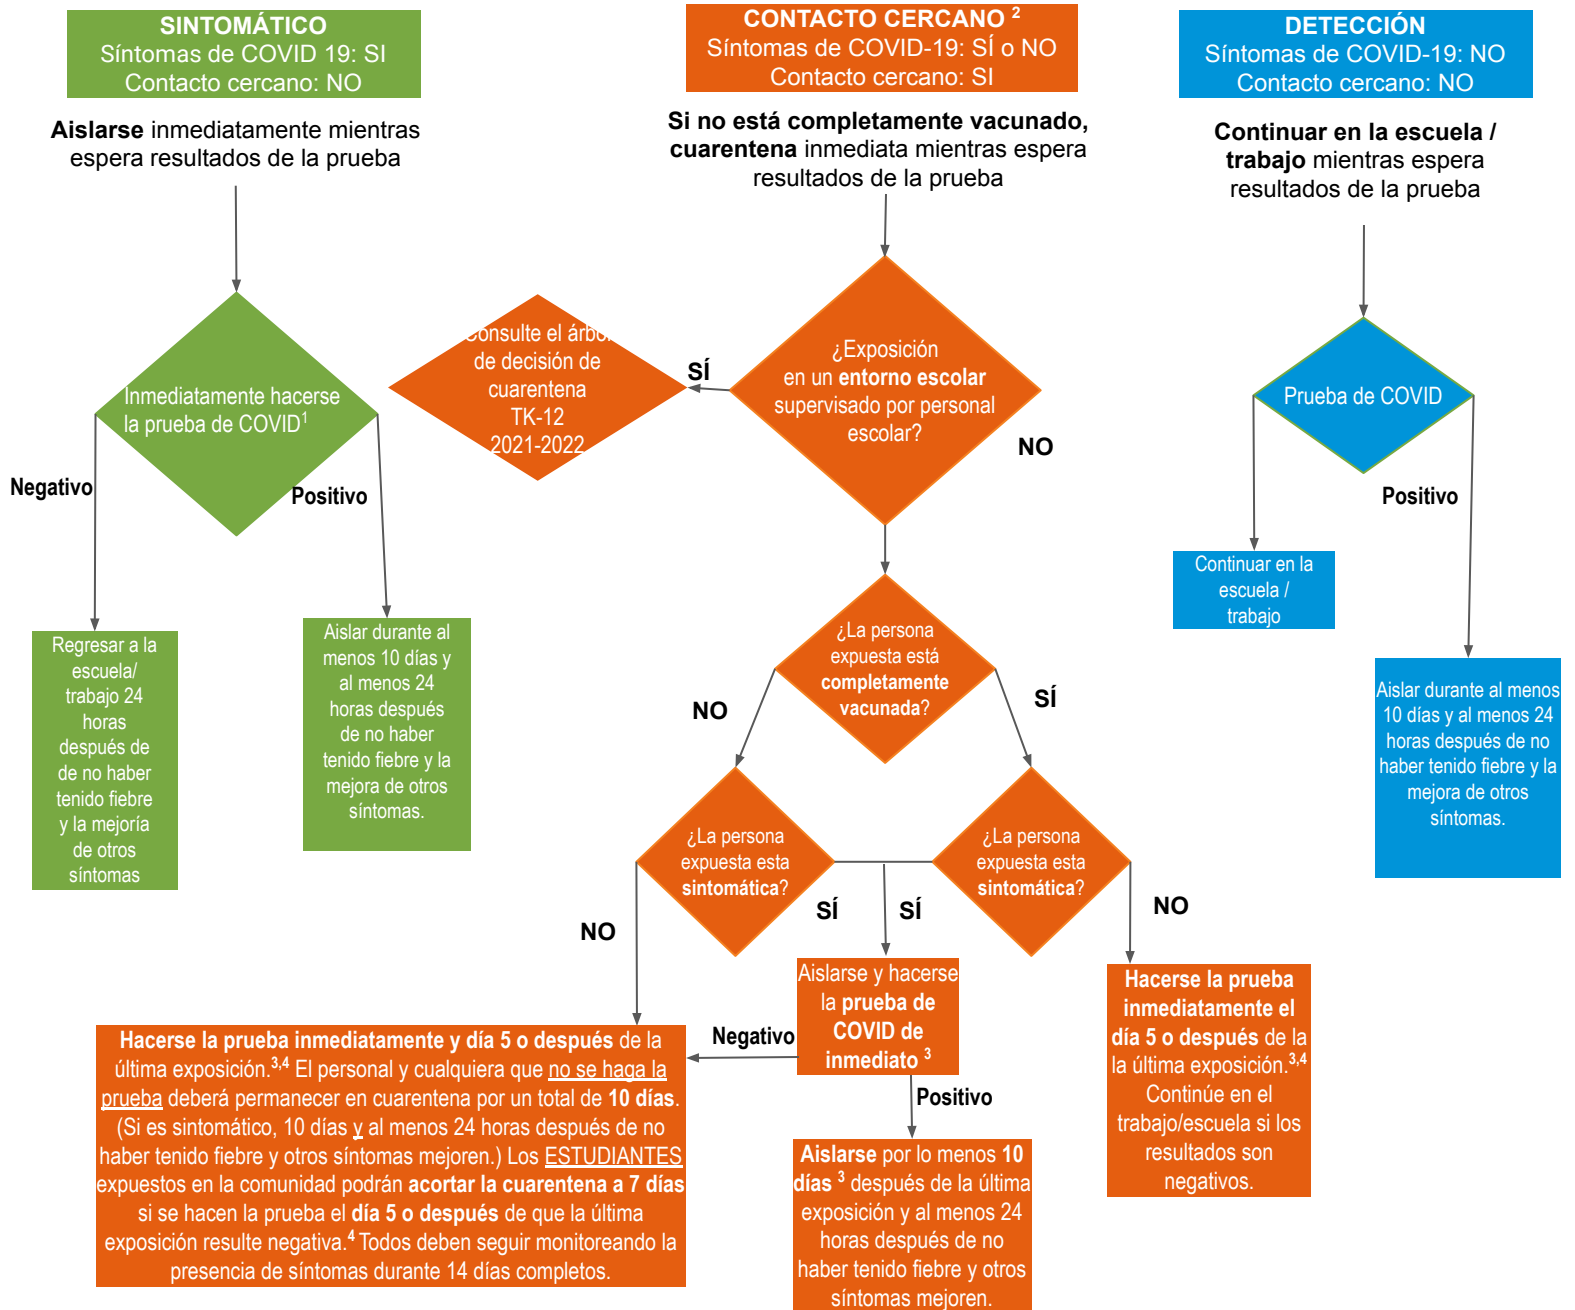 SINTOMÁTICO
Síntomas de COVID 19: SI
Contacto cercano: NO
Aislarse inmediatamente mientras
espera resultados de la prueba
Inmediatamente hacerse
la prueba de COVID1
Negativo
Positivo
Regresar a la
escuela/
trabajo 24
horas
después de
de no haber
tenido fiebre
y la mejoría
de otros
síntomas
Aislar durante al
menos 10 días y
al menos 24
horas después
de no haber
tenido fiebre y la
mejora de otros
síntomas.
CONTACTO CERCANO 2
Síntomas de COVID-19: SÍ o NO
Contacto cercano: SI
Si no está completamente vacunado,
cuarentena inmediata mientras espera
resultados de la prueba
¿Exposición
en un entorno escolar
supervisado por personal
escolar?
SÍ
Consulte el árbol
de decisión de
cuarentena
TK-12
2021-2022
NO
¿La persona
expuesta está
completamente
vacunada?
NO
SÍ
¿La persona
expuesta esta
sintomática?
¿La persona
expuesta esta
sintomática?
NO
SÍ
SÍ
NO
Aislarse y hacerse
la prueba de
COVID de
inmediato 3
Negativo
Positivo
Hacerse la prueba inmediatamente y día 5 o después de la
última exposición.3,4 El personal y cualquiera que no se haga la
prueba deberá permanecer en cuarentena por un total de 10 días.
(Si es sintomático, 10 días y al menos 24 horas después de no
haber tenido fiebre y otros síntomas mejoren.) Los ESTUDIANTES
expuestos en la comunidad podrán acortar la cuarentena a 7 días
si se hacen la prueba el día 5 o después de que la última
exposición resulte negativa.4 Todos deben seguir monitoreando la
presencia de síntomas durante 14 días completos.
Aislarse por lo menos 10
días 3 después de la última
exposición y al menos 24
horas después de no
haber tenido fiebre y otros
síntomas mejoren.
Hacerse la prueba
inmediatamente el
día 5 o después de la
la última exposición.3,4
Continúe en el
trabajo/escuela si los
resultados son
negativos.
DETECCIÓN
Síntomas de COVID-19: NO
Contacto cercano: NO
Continuar en la escuela /
trabajo mientras espera
resultados de la prueba
Prueba de COVID
Positivo
Continuar en la
escuela /
trabajo
Aislar durante al menos
10 días y al menos 24
horas después de no
haber tenido fiebre y la
mejora de otros
síntomas.